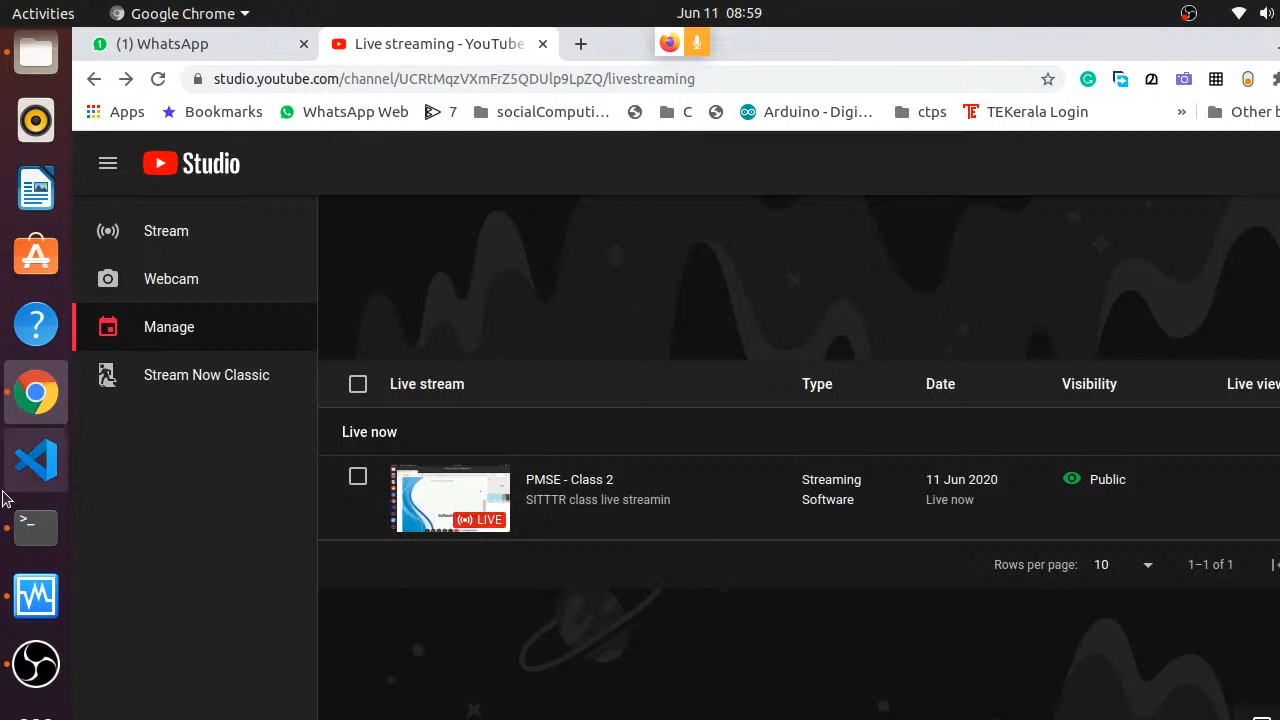 Activities
Google Chrome
Jun 11 08:59
(1) WhatsApp
Live streaming - YouTube
studio.youtube.com/channel/UCRtMqzVXmFrZ5QDUlp9LpZQ/livestreaming
Apps
Bookmarks
WhatsApp Web
7
socialComputi...
C
Arduino - Digi...
ctps
TEKerala Login
»
Other b
Studio
Stream
Webcam
Manage
Stream Now Classic
Live stream
Type
Date
Visibility
Live view
Live now
LIVE
PMSE - Class 2
SITTTR class live streamin
Streaming
Software
11 Jun 2020
Live now
Public
Rows per page: 10
1–1 of 1